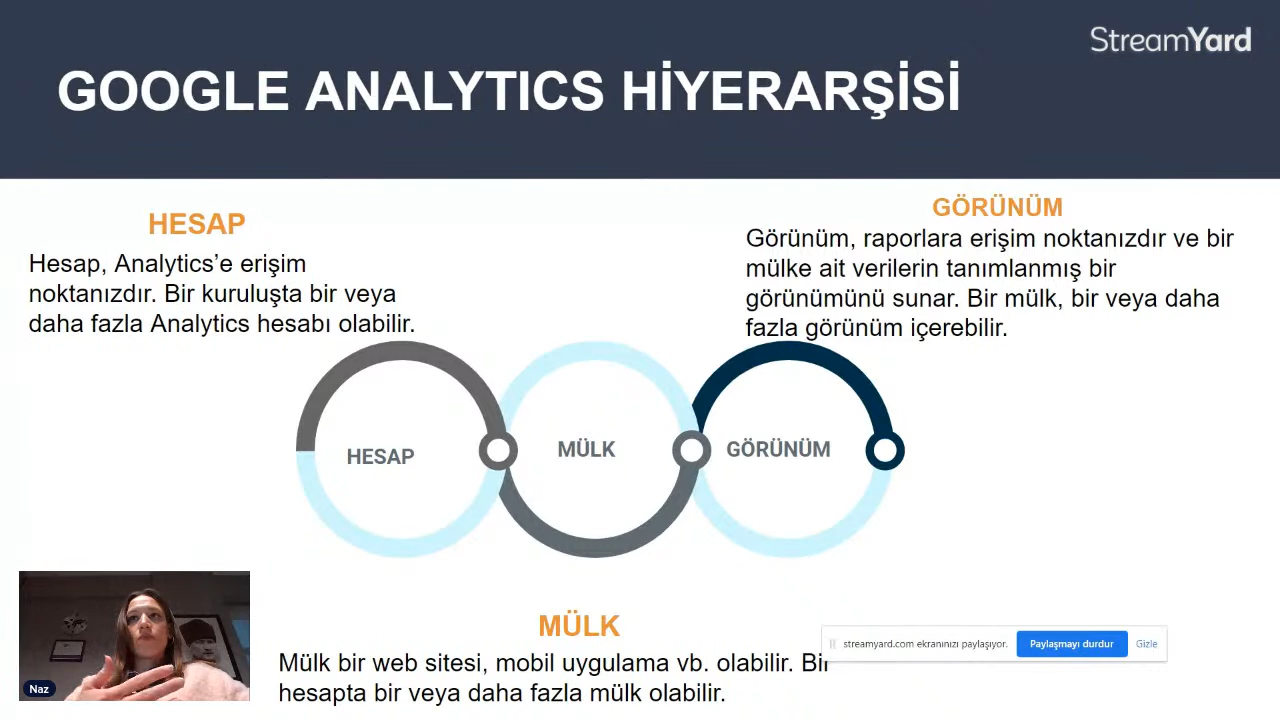 StreamYard
GOOGLE ANALYTICS HİYERARŞİSİ
HESAP
Hesap, Analytics’e erişim
noktanızdır. Bir kuruluşta bir veya
daha fazla Analytics hesabı olabilir.
GÖRÜNÜM
Görünüm, raporlara erişim noktanızdır ve bir
mülke ait verilerin tanımlanmış bir
görünümünü sunar. Bir mülk, bir veya daha
fazla görünüm içerebilir.
HESAP
MÜLK
GÖRÜNÜM
MÜLK
Mülk bir web sitesi, mobil uygulama vb. olabilir. Bir
hesapta bir veya daha fazla mülk olabilir.
streamyard.com ekranınızı paylaşıyor.
Paylaşmayı durdur
Gizle
Naz